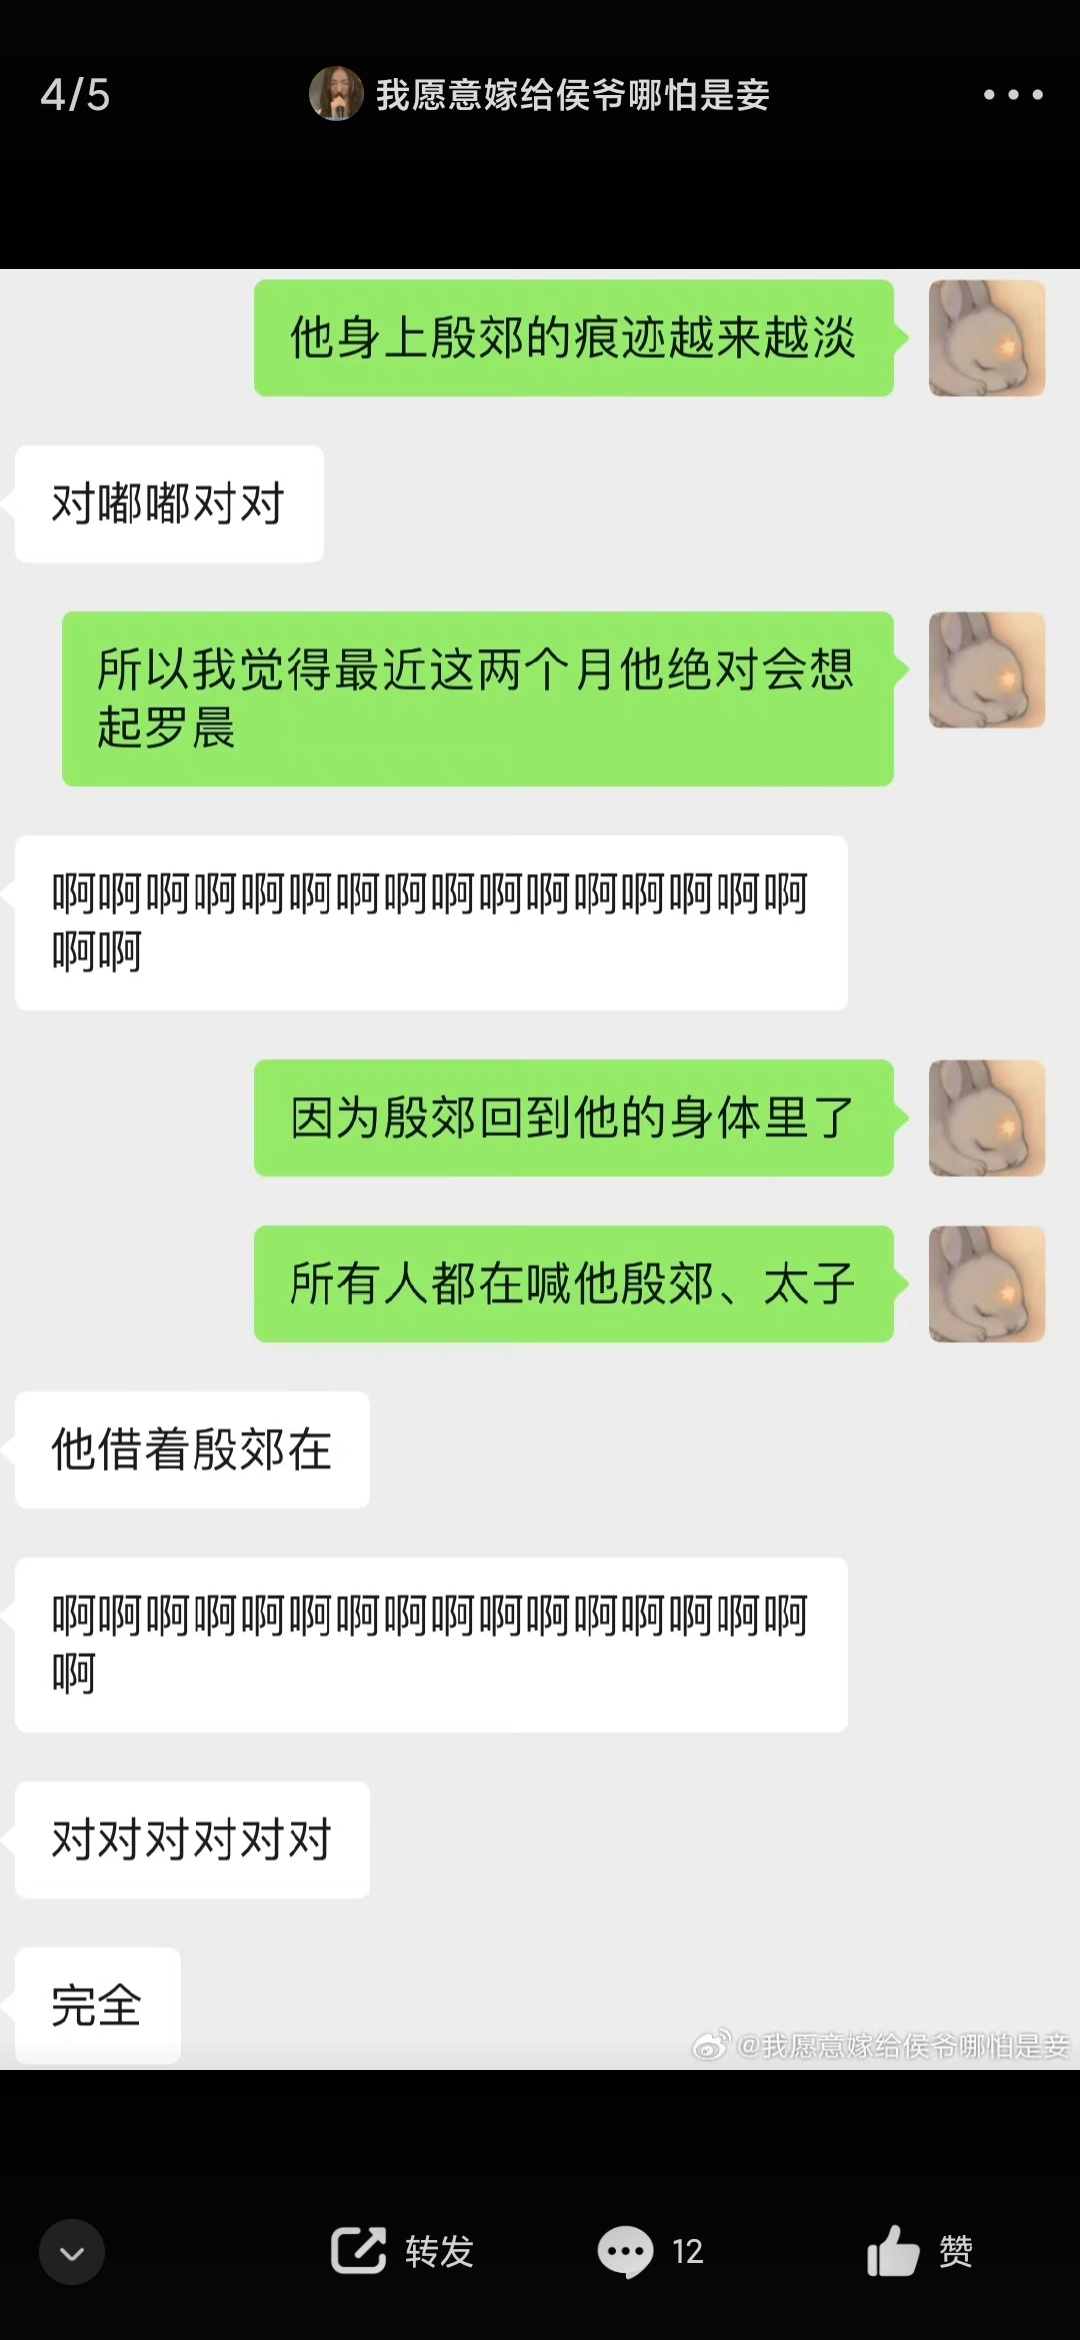 4/5
我愿意嫁给侯爷哪怕是妾
他身上殷郊的痕迹越来越淡
对嘟嘟对对
所以我觉得最近这两个月他绝对会想
起罗晨
啊啊啊啊啊啊啊啊啊啊啊啊啊啊啊啊
啊啊
因为殷郊回到他的身体里了
所有人都在喊他殷郊、太子
他借着殷郊在
啊啊啊啊啊啊啊啊啊啊啊啊啊啊啊啊
啊
对对对对对对
完全
@我愿意嫁给侯爷哪怕是妾
转发
12
赞